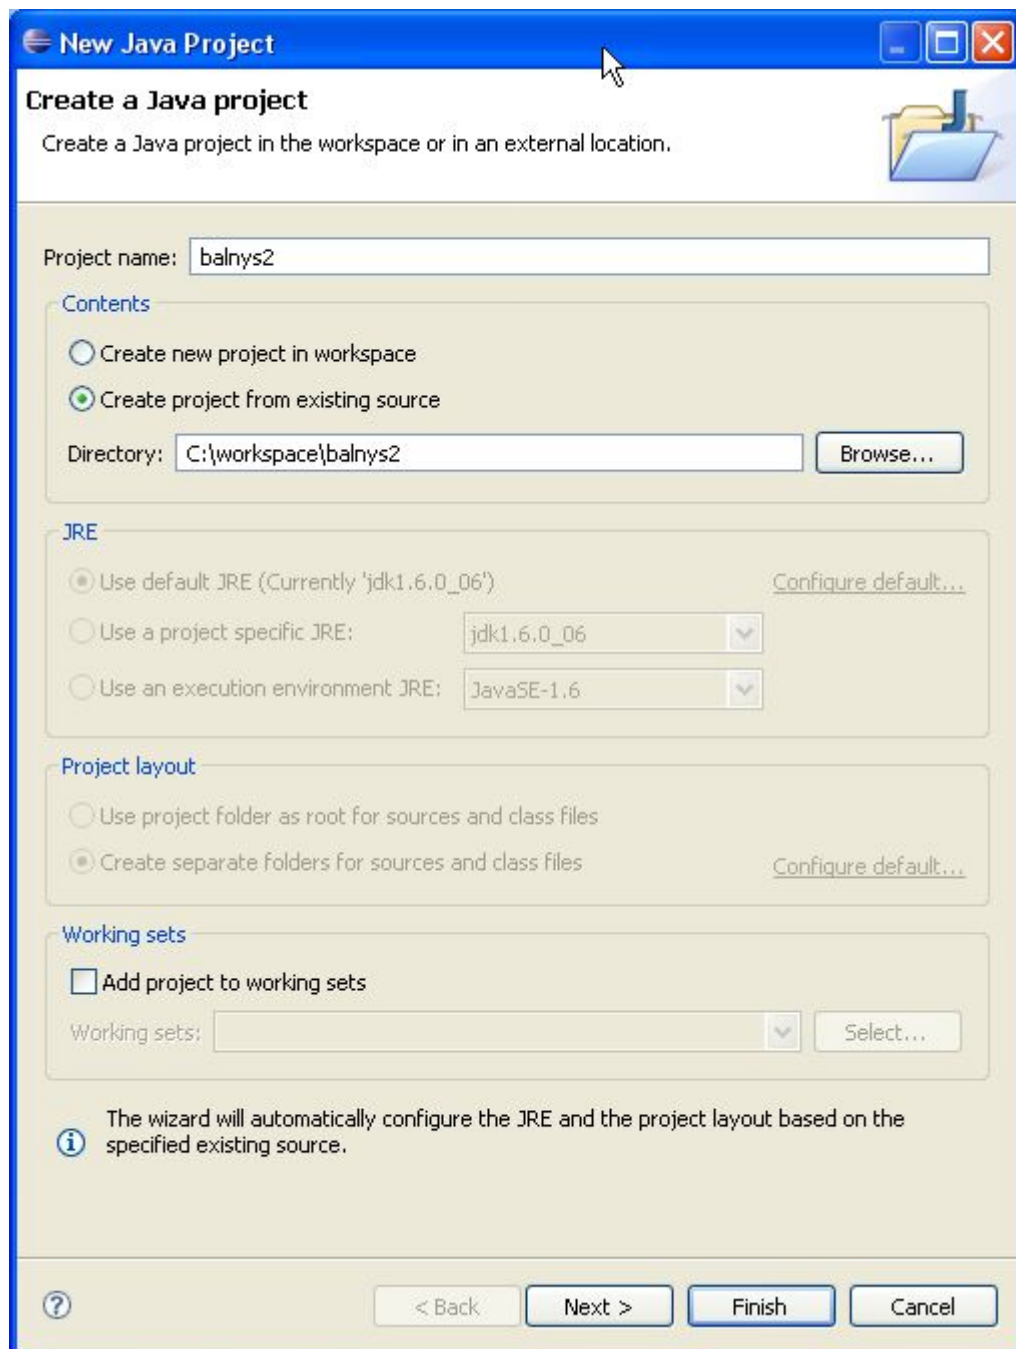 New Java Project
Create a Java project
Create a Java project in the workspace or in an external location.
Project name: balnys2
Contents
Create new project in workspace
Create project from existing source
Directory: C:\workspace\balnys2 Browse...
JRE
Use default JRE (Currently 'jdk1.6.0_06') Configure default...
Use a project specific JRE: jdk1.6.0_06
Use an execution environment JRE: JavaSE-1.6
Project layout
Use project folder as root for sources and class files
Create separate folders for sources and class files Configure default...
Working sets
Add project to working sets
Working sets: Select...
The wizard will automatically configure the JRE and the project layout based on the
specified existing source.
< Back Next > Finish Cancel